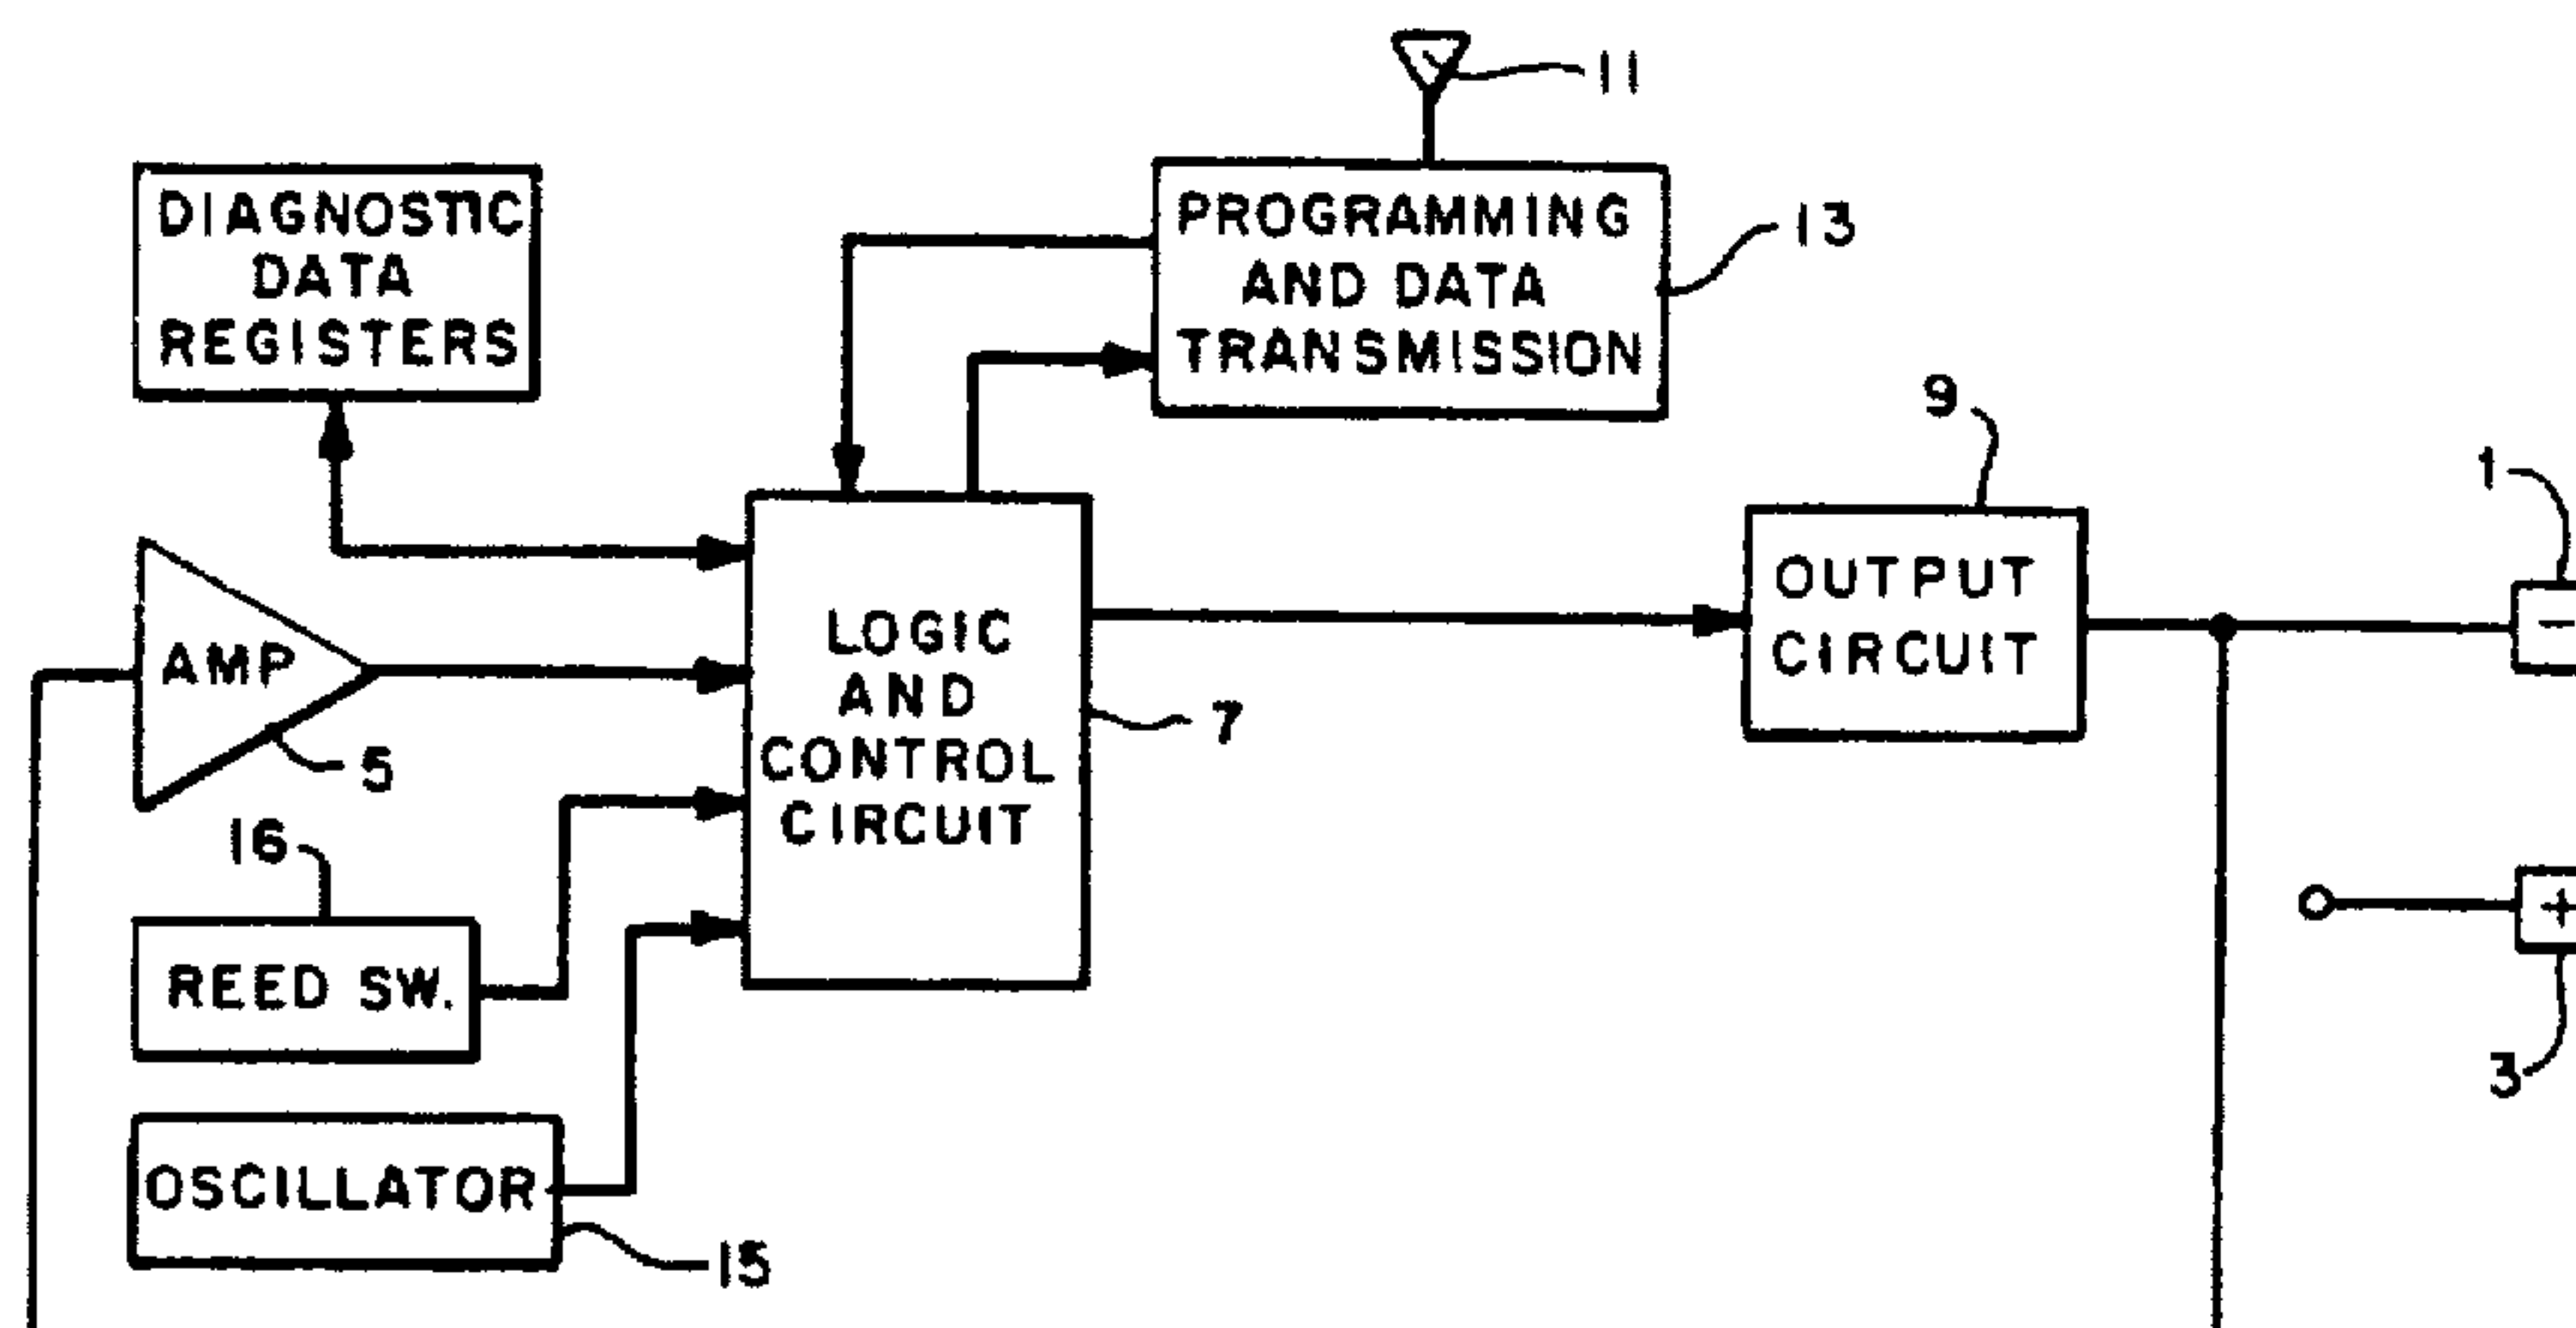 11
DIAGNOSTIC
DATA
REGISTERS
PROGRAMMING
AND DATA
TRANSMISSION
13
9
1
OUTPUT
CIRCUIT
-
AMP
5
LOGIC
AND
CONTROL
CIRCUIT
7
16
REED SW.
+
3
OSCILLATOR
15